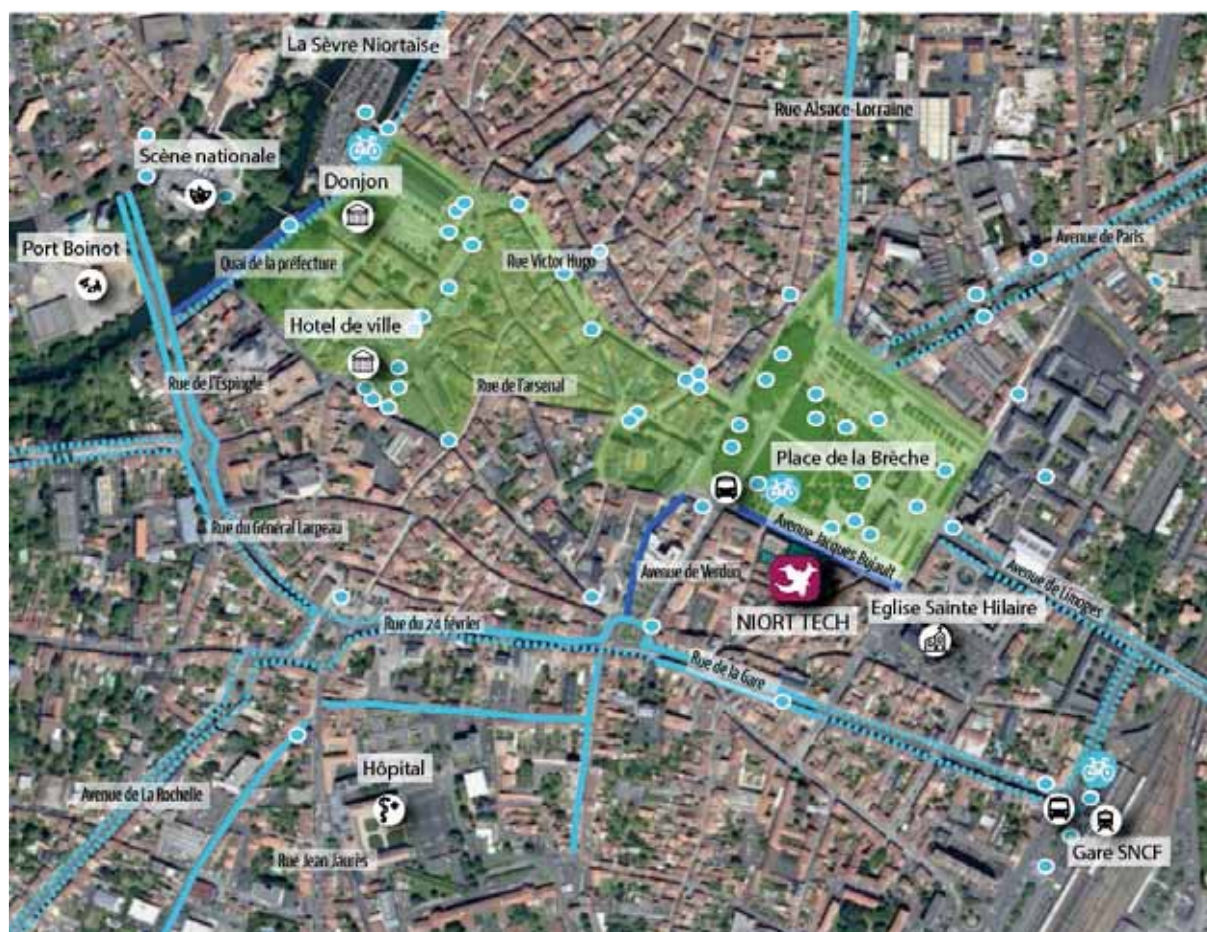 La Sèvre Niortaise
Rue Alsace-Lorraine
Scène nationale
Donjon
Port Boinot
Quai de la préfecture
Rue Victor Hugo
Avenue de Paris
Hotel de ville
Rue de l'Espingle
Rue de l'arsenal
Place de la Brèche
Rue du Général Largeau
Avenue Jacques Bujault
Avenue de Verdun
Avenue de Limoges
NIORT TECH
Eglise Sainte Hilaire
Rue du 24 février
Rue de la Gare
Hôpital
Avenue de La Rochelle
Rue Jean Jaurès
Gare SNCF